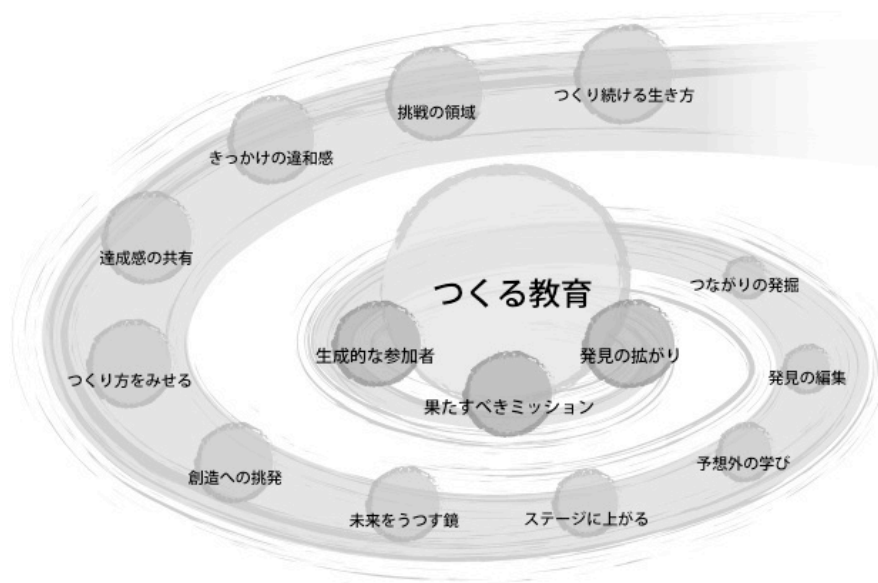 つくり続ける生き方
挑戦の領域
きっかけの違和感
達成感の共有
つくる教育
つながりの発掘
生成的な参加者
発見の拡がり
果たすべきミッション
発見の編集
つくり方をみせる
予想外の学び
創造への挑発
未来をうつす鏡
ステージに上がる